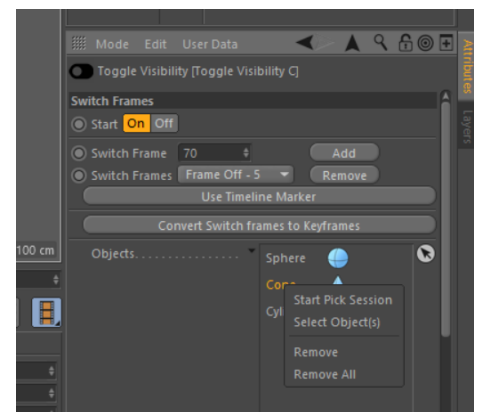 Mode Edit User Data
Toggle Visibility [Toggle Visibility C]
Attributes
Layers
Switch Frames
Start On Off
Switch Frame 70 Add
Switch Frames Frame Off - 5 Remove
Use Timeline Marker
Convert Switch frames to Keyframes
100 cm
Objects. . . . . . . . . . . . . . . . Sphere
Cone
Cyl
Start Pick Session
Select Object(s)
Remove
Remove All